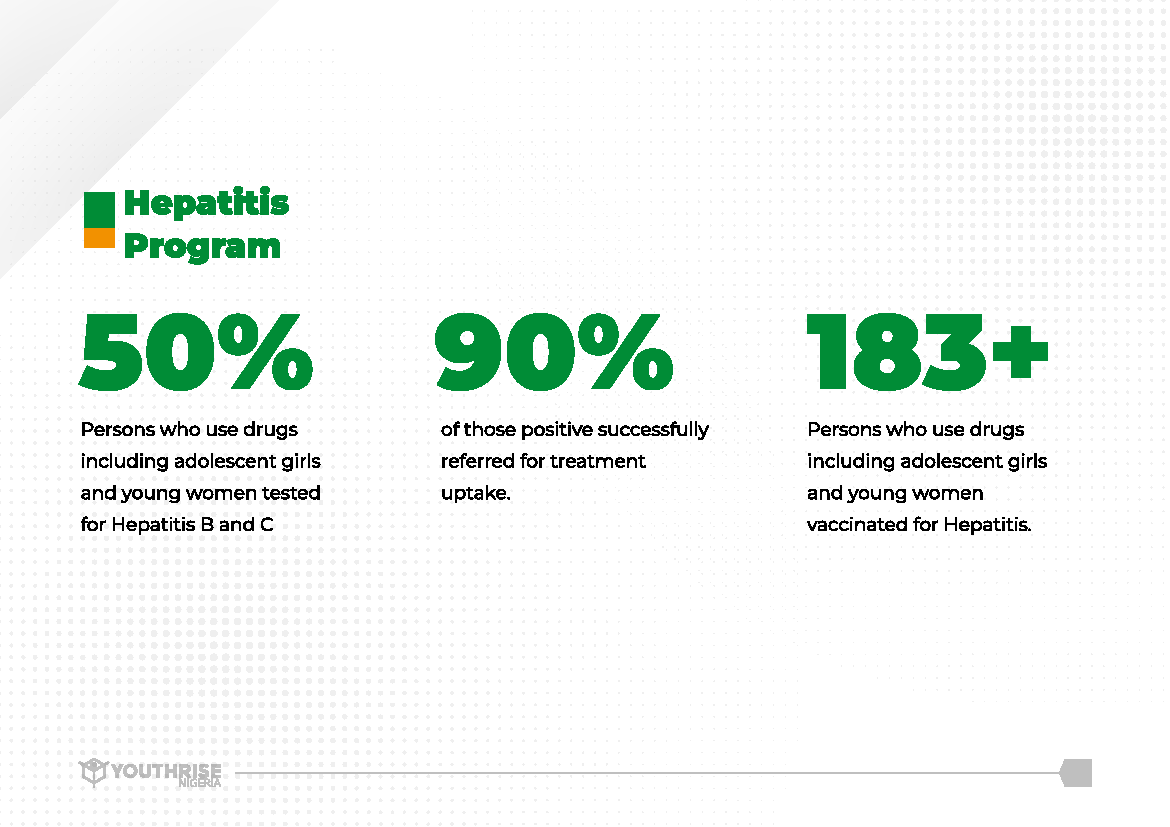 Hepatitis
Program
50%
Persons who use drugs
including adolescent girls
and young women tested
for Hepatitis B and C
90%
of those positive successfully
referred for treatment
uptake.
183+
Persons who use drugs
including adolescent girls
and young women
vaccinated for Hepatitis.
YOUTHRISE
NIGERIA